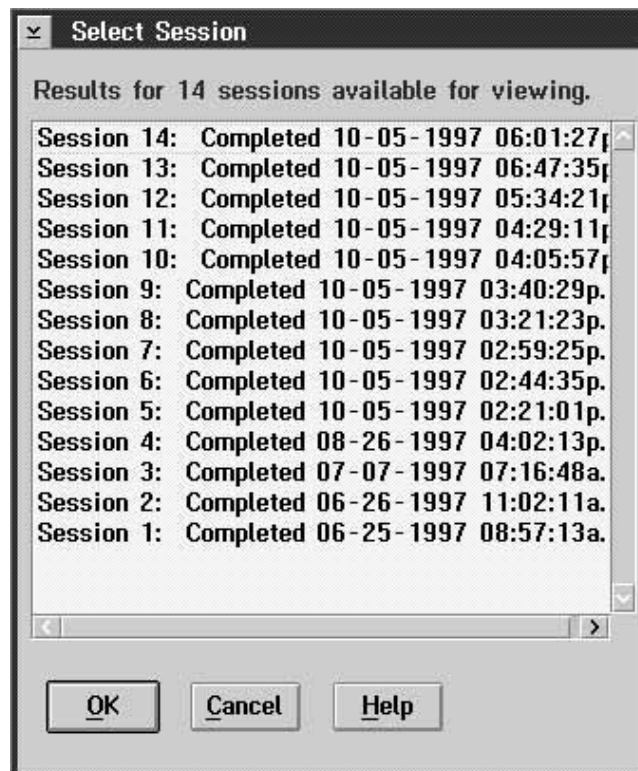 Select Session
Results for 14 sessions available for viewing.
Session 14: Completed 10-05-1997 06:01:27p
Session 13: Completed 10-05-1997 06:47:35p
Session 12: Completed 10-05-1997 05:34:21p
Session 11: Completed 10-05-1997 04:29:11p
Session 10: Completed 10-05-1997 04:05:57p
Session 9: Completed 10-05-1997 03:40:29p.
Session 8: Completed 10-05-1997 03:21:23p.
Session 7: Completed 10-05-1997 02:59:25p.
Session 6: Completed 10-05-1997 02:44:35p.
Session 5: Completed 10-05-1997 02:21:01p.
Session 4: Completed 08-26-1997 04:02:13p.
Session 3: Completed 07-07-1997 07:16:48a.
Session 2: Completed 06-26-1997 11:02:11a.
Session 1: Completed 06-25-1997 08:57:13a.
OK Cancel Help